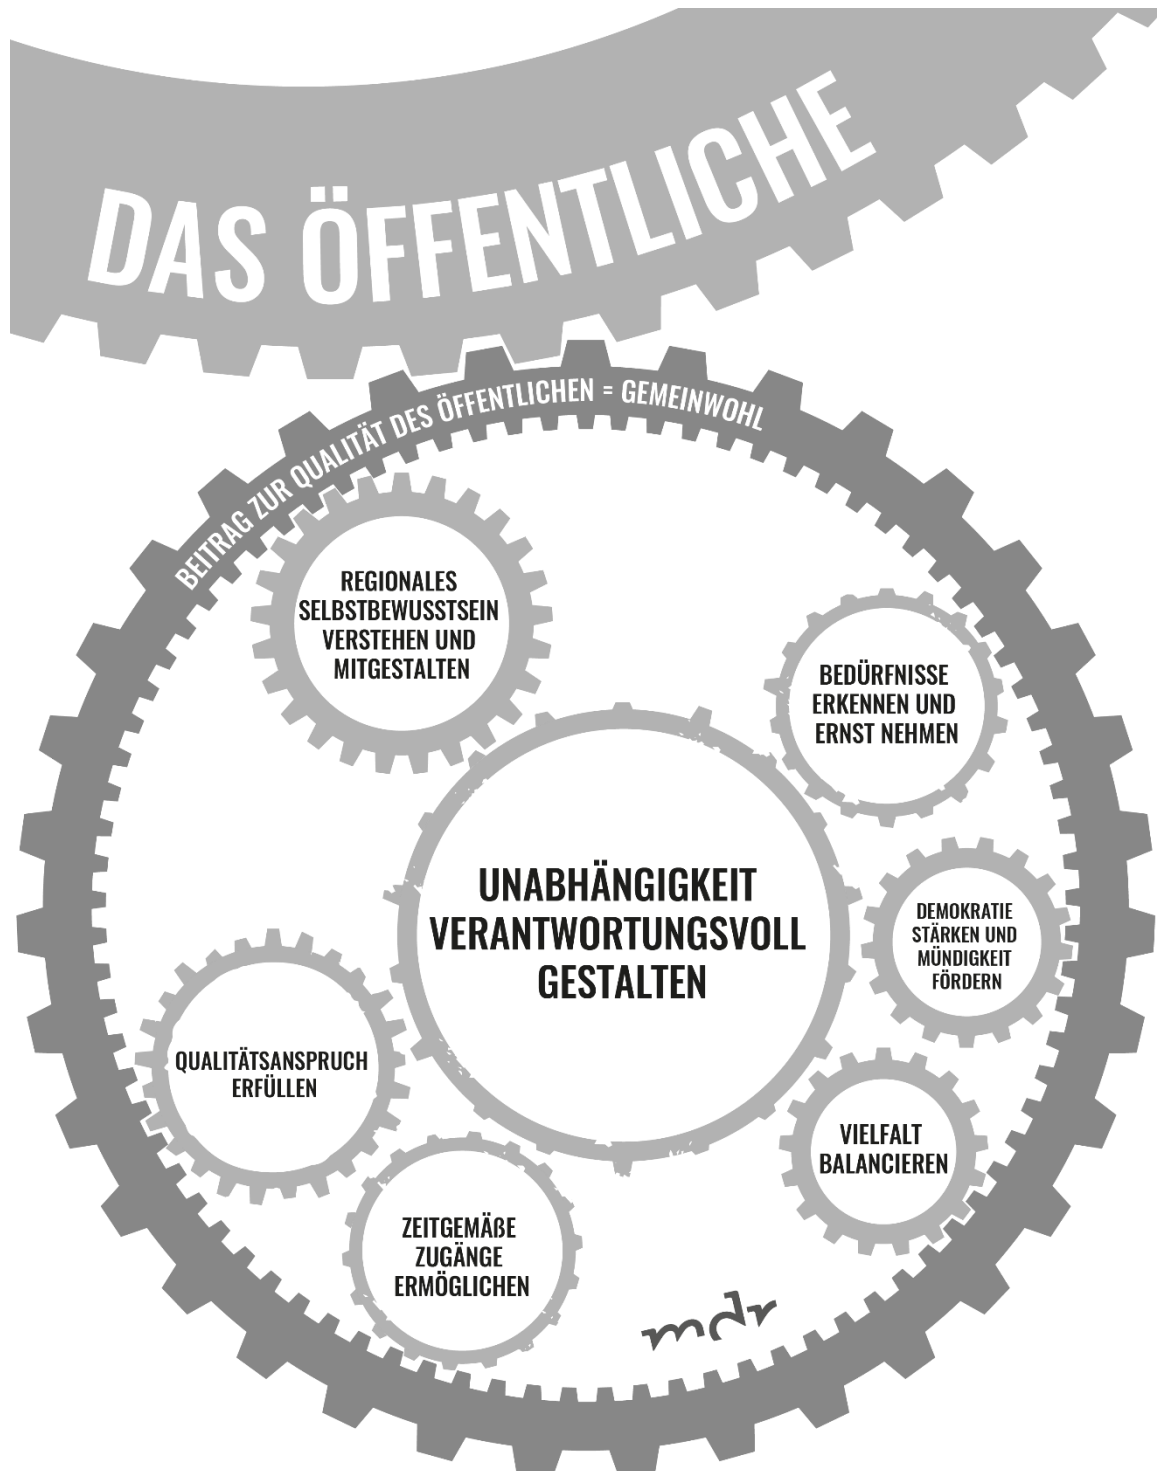 DAS ÖFFENTLICHE
BEITRAG ZUR QUALITÄT DES ÖFFENTLICHEN = GEMEINWOHL
REGIONALES
SELBSTBEWUSSTSEIN
VERSTEHEN UND
MITGESTALTEN
BEDÜRFNISSE
ERKENNEN UND
ERNST NEHMEN
UNABHÄNGIGKEIT
VERANTWORTUNGSVOLL
GESTALTEN
DEMOKRATIE
STÄRKEN UND
MÜNDIGKEIT
FÖRDERN
QUALITÄTSANSPRUCH
ERFÜLLEN
VIELFALT
BALANCIEREN
ZEITGEMÄßE
ZUGÄNGE
ERMÖGLICHEN
mdr